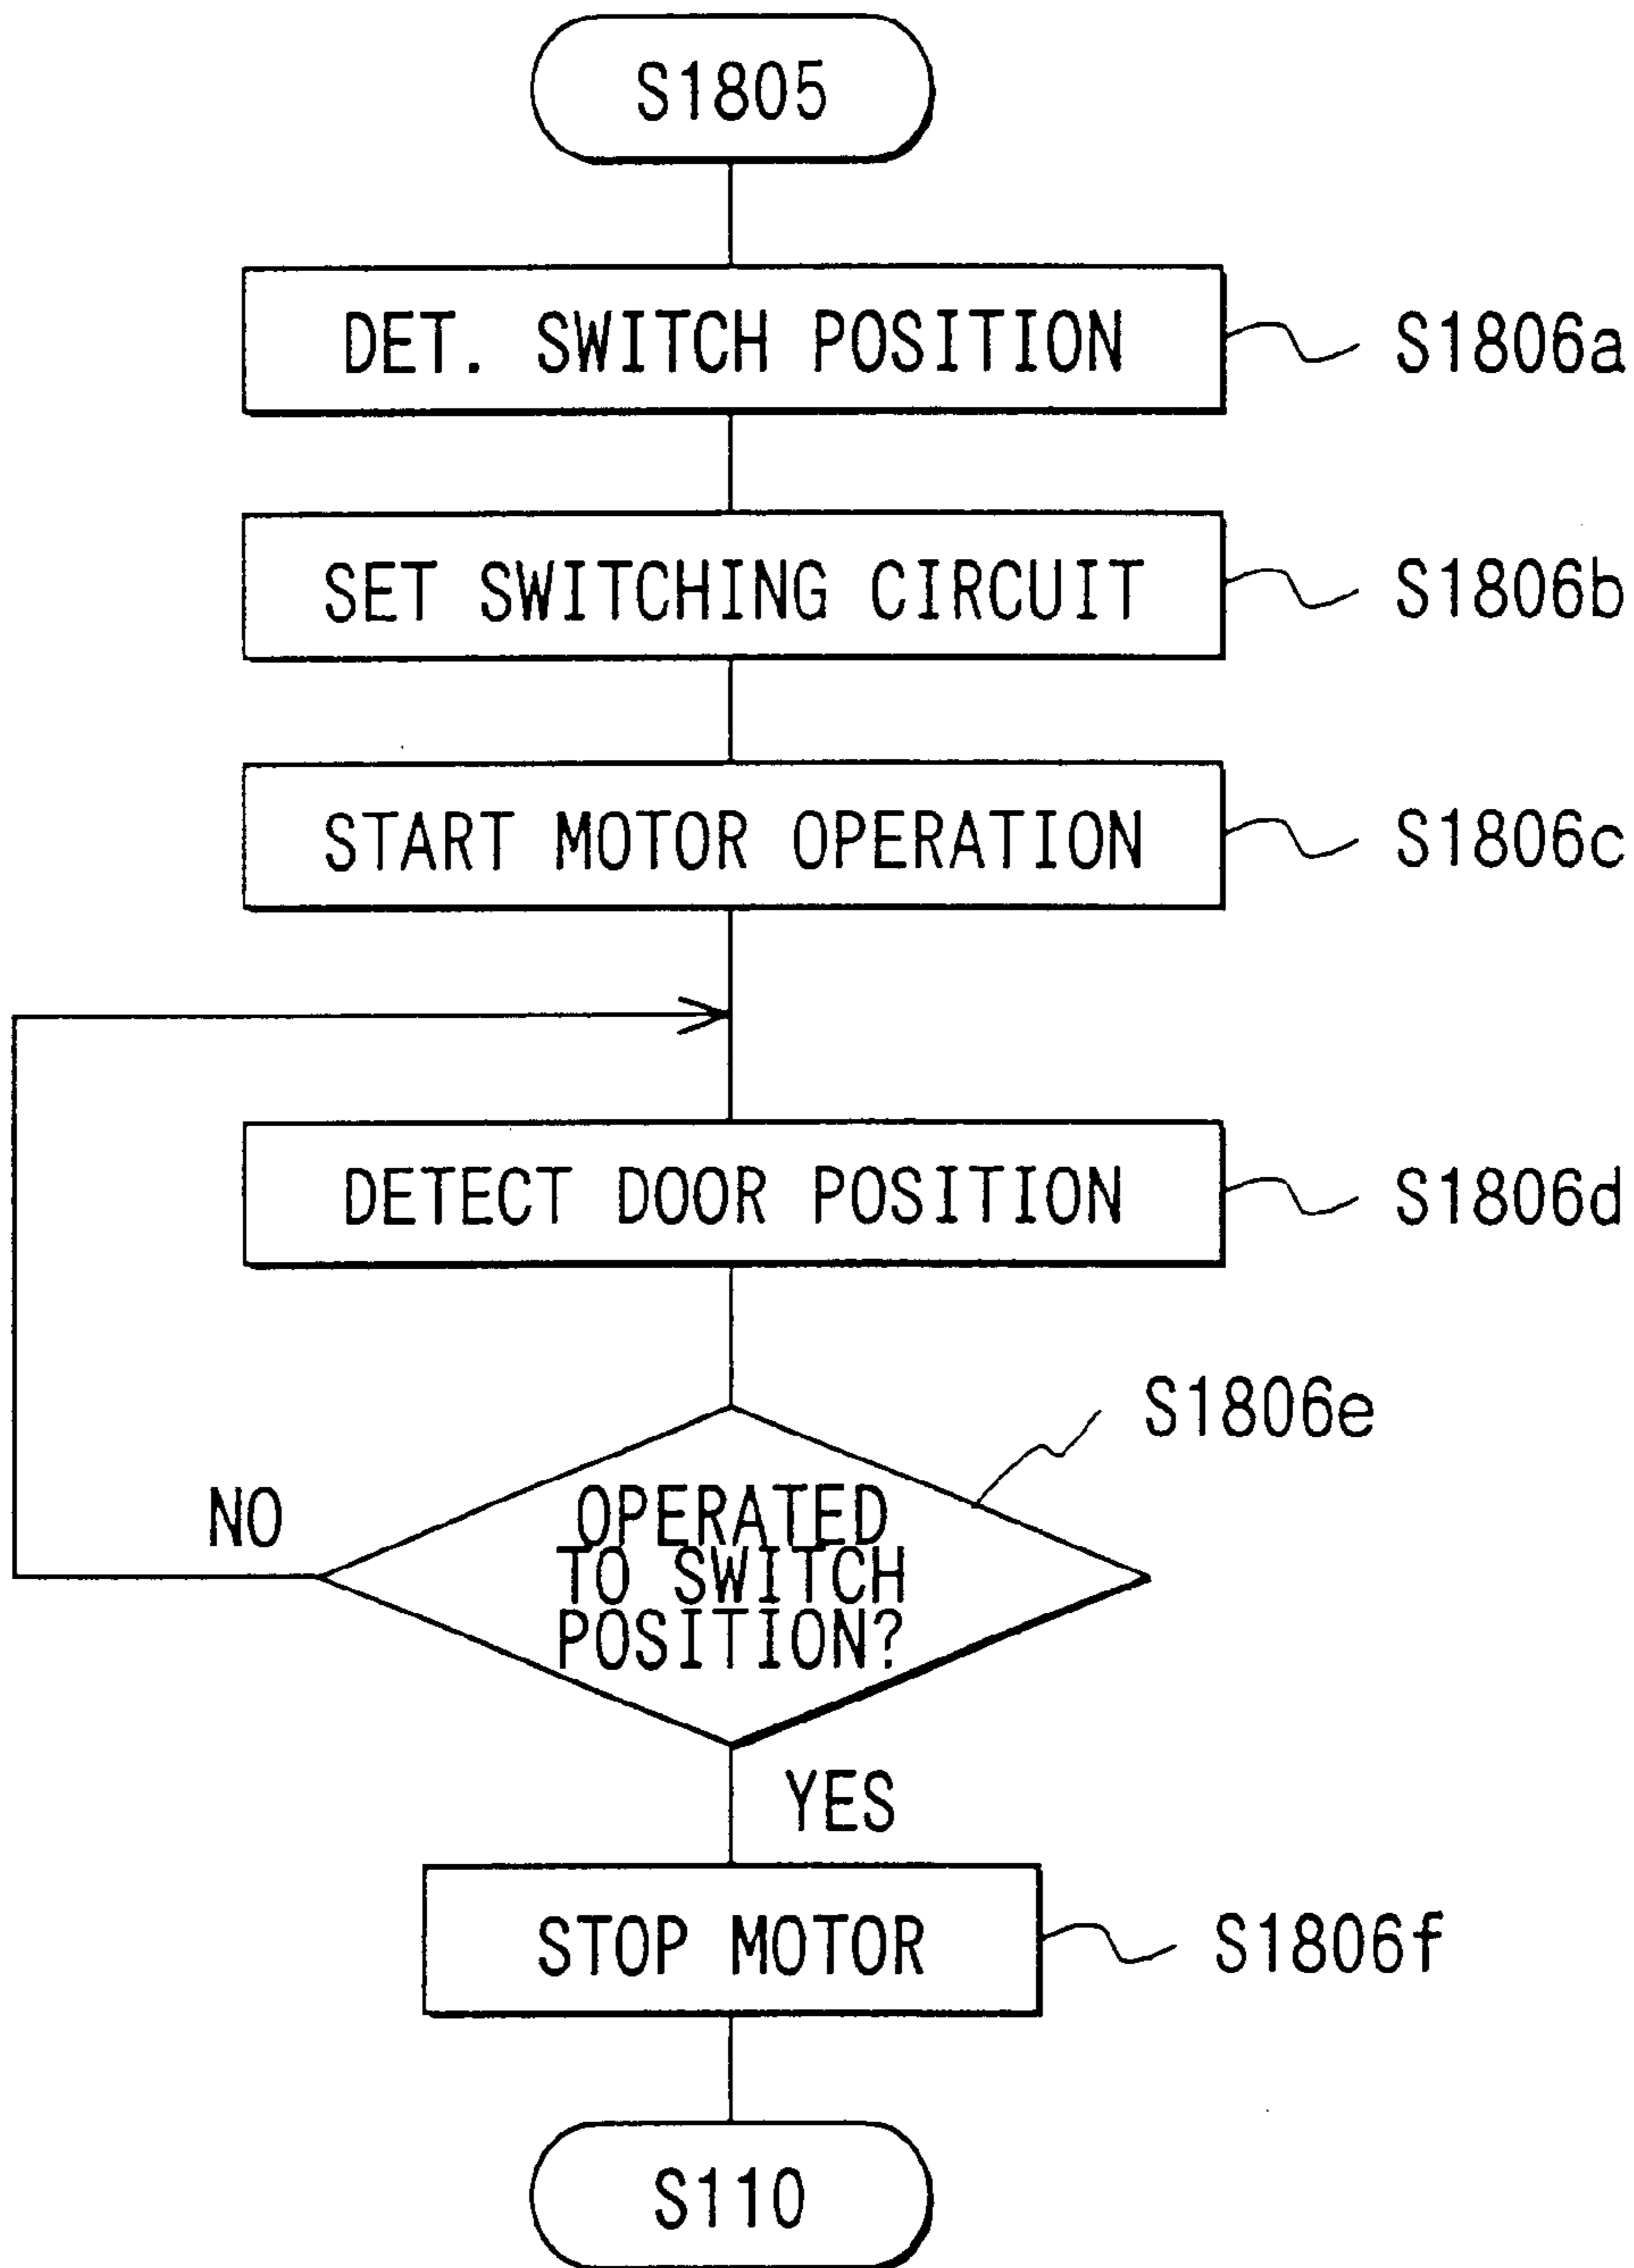 S1805
DET. SWITCH POSITION
S1806a
SET SWITCHING CIRCUIT
S1806b
START MOTOR OPERATION
S1806c
DETECT DOOR POSITION
S1806d
S1806e
NO
OPERATED
TO SWITCH
POSITION?
YES
STOP MOTOR
S1806f
S110